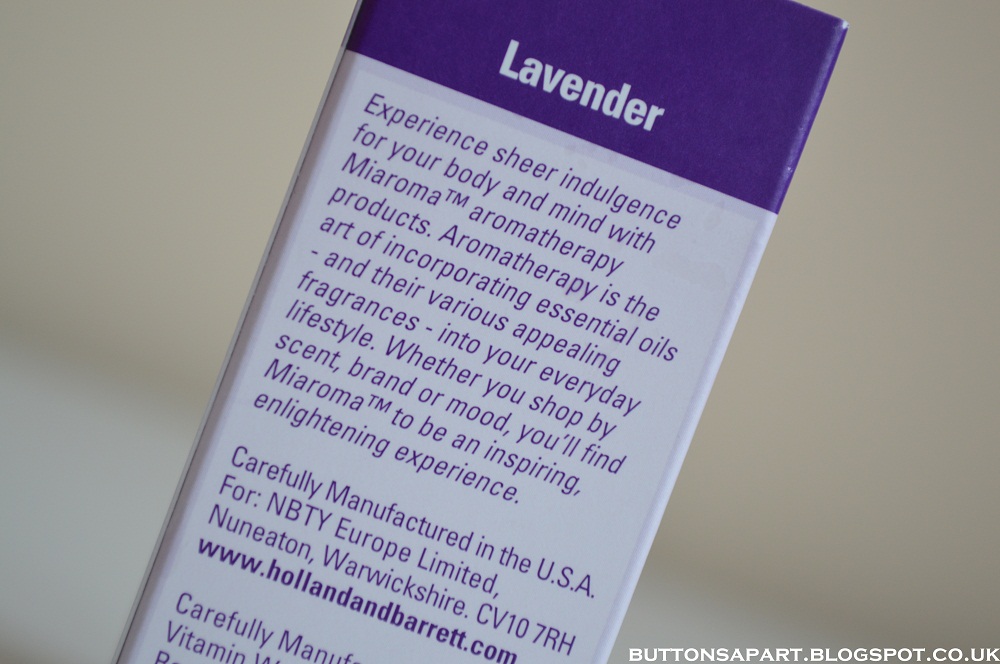 Lavender
Experience sheer indulgence
for your body and mind with
Miaroma™ aromatherapy
products. Aromatherapy is the
art of incorporating essential oils
- and their various appealing
fragrances - into your everyday
lifestyle. Whether you shop by
scent, brand or mood, you'll find
Miaroma™ to be an inspiring,
enlightening experience.
Carefully Manufactured in the U.S.A.
For: NBTY Europe Limited,
Nuneaton, Warwickshire. CV10 7RH
www.hollandandbarrett.com
Carefully
Vitamin
BUTTONSAPART.BLOGSPOT.CO.UK